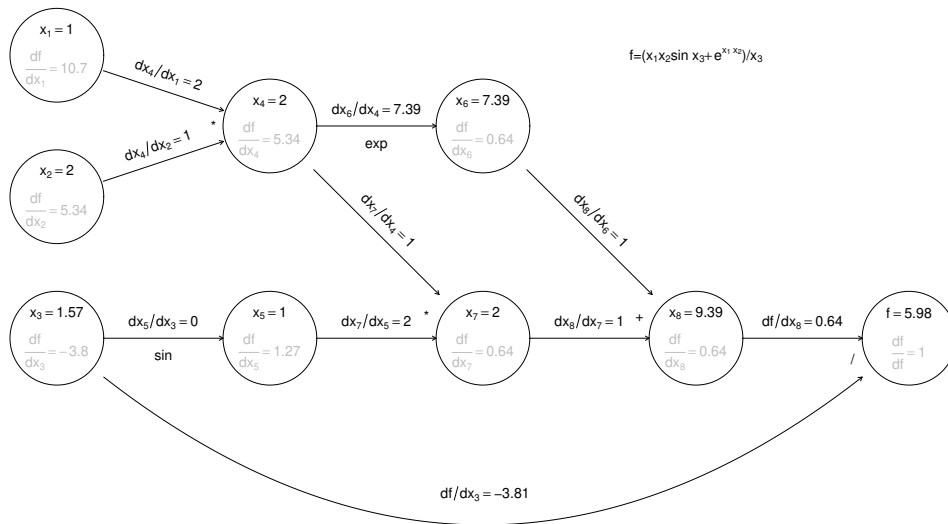 x₁ = 1
df/dx₁ = 10.7
dx₄/dx₁ = 2
f=(x₁x₂sin x₃+e^(x₁ x₂))/x₃
x₄ = 2
df/dx₄ = 5.34
*
dx₆/dx₄ = 7.39
exp
x₆ = 7.39
df/dx₆ = 0.64
dx₄/dx₂ = 1
x₂ = 2
df/dx₂ = 5.34
dx₇/dx₄ = 1
dx₈/dx₆ = 1
x₃ = 1.57
df/dx₃ = −3.8
dx₅/dx₃ = 0
sin
x₅ = 1
df/dx₅ = 1.27
dx₇/dx₅ = 2
*
x₇ = 2
df/dx₇ = 0.64
dx₈/dx₇ = 1
+
x₈ = 9.39
df/dx₈ = 0.64
df/dx₈ = 0.64
/
f = 5.98
df/df = 1
df/dx₃ = −3.81